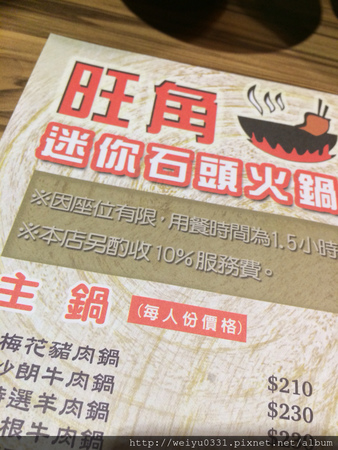 旺角
迷你石頭火鍋
※因座位有限，用餐時間為1.5小時
※本店另酌收10%服務費。
主鍋 (每人份價格)
梅花豬肉鍋 $210
沙朗牛肉鍋 $230
特選羊肉鍋
根牛肉鍋
http://weiyu0331.pixnet.net/album